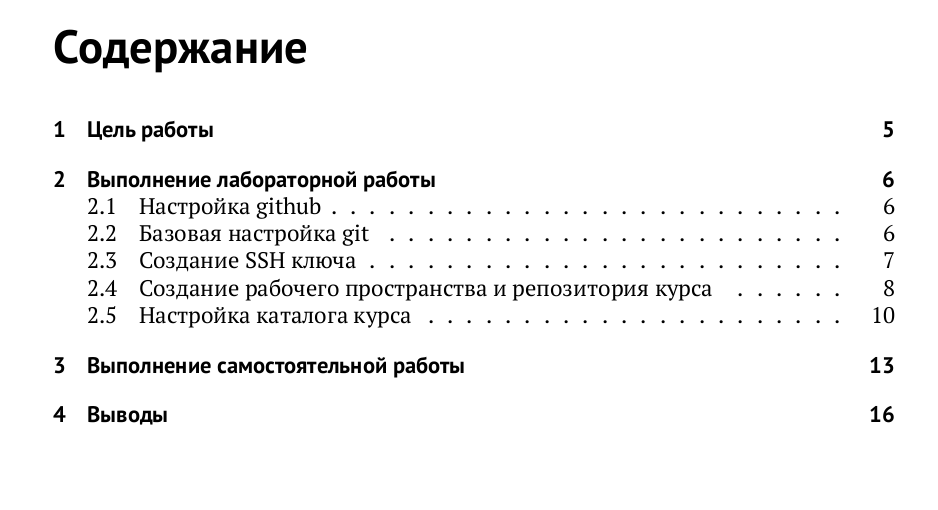 Содержание
1 Цель работы 5
2 Выполнение лабораторной работы 6
2.1 Настройка github . . . . . . . . . . . . . . . . . . . . . . . . . . 6
2.2 Базовая настройка git . . . . . . . . . . . . . . . . . . . . . . . 6
2.3 Создание SSH ключа . . . . . . . . . . . . . . . . . . . . . . . . 7
2.4 Создание рабочего пространства и репозитория курса . . . . . . 8
2.5 Настройка каталога курса . . . . . . . . . . . . . . . . . . . . . 10
3 Выполнение самостоятельной работы 13
4 Выводы 16